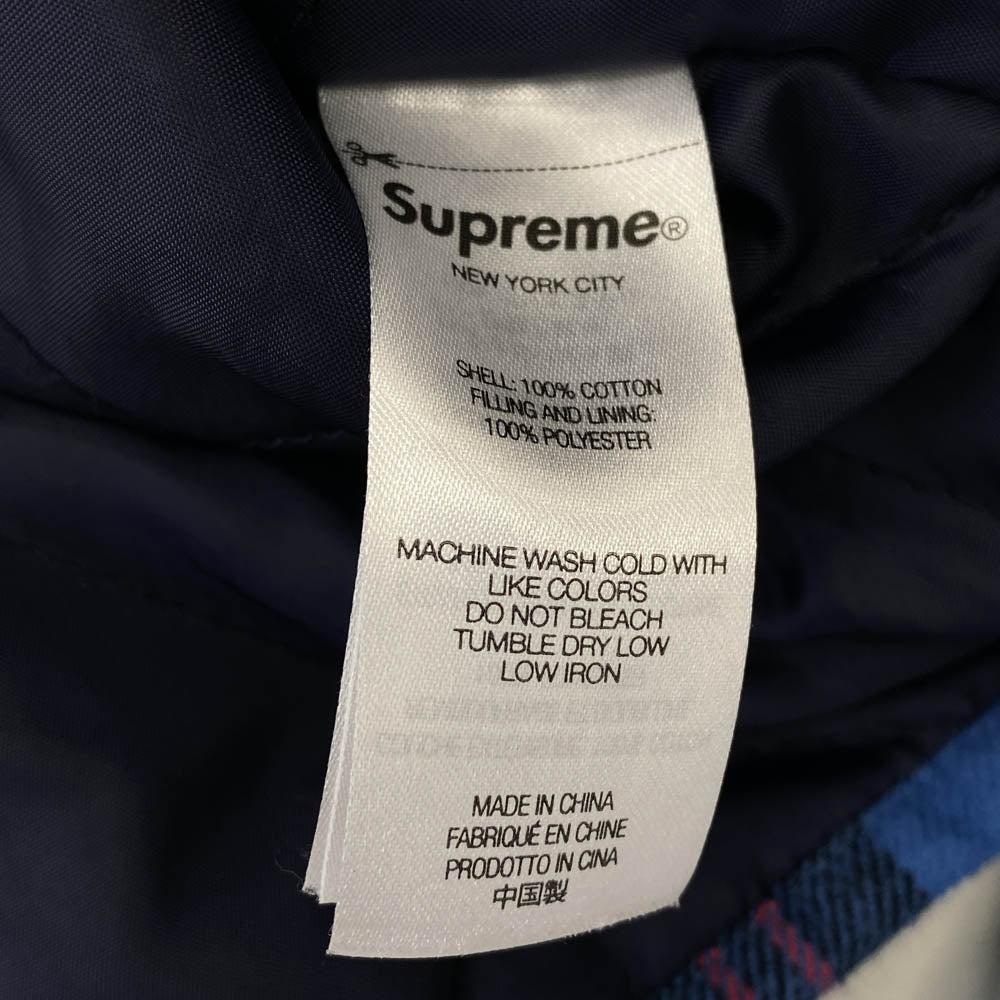 Supreme®
NEW YORK CITY
SHELL: 100% COTTON
FILLING AND LINING:
100% POLYESTER
MACHINE WASH COLD WITH
LIKE COLORS
DO NOT BLEACH
TUMBLE DRY LOW
LOW IRON
MADE IN CHINA
FABRIQUÉ EN CHINE
PRODOTTO IN CINA
中国製